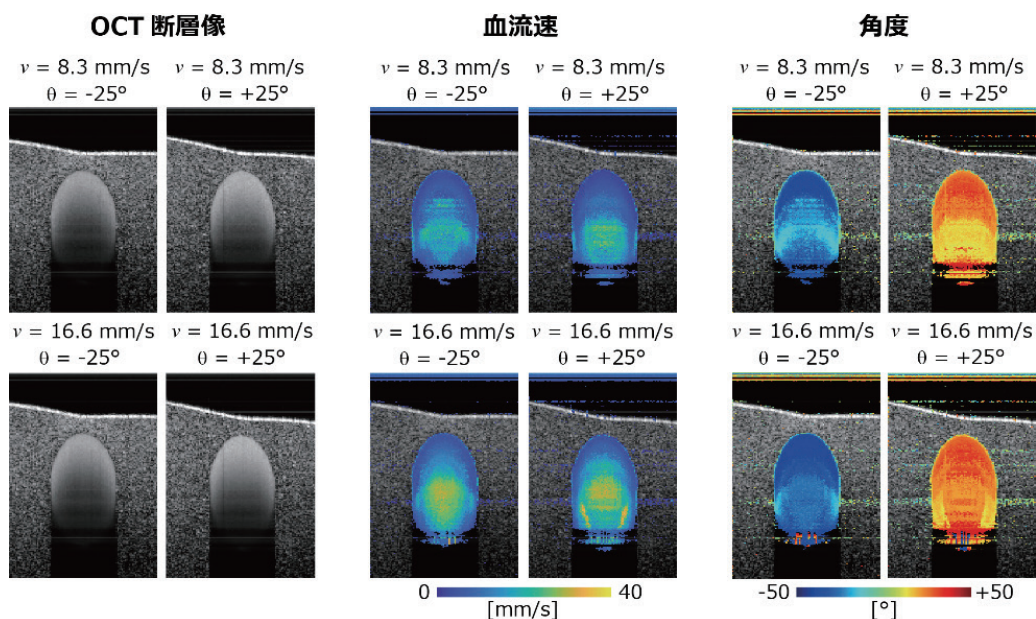 OCT 断層像 血流速 角度
v = 8.3 mm/s v = 8.3 mm/s v = 8.3 mm/s v = 8.3 mm/s v = 8.3 mm/s v = 8.3 mm/s
θ = -25° θ = +25° θ = -25° θ = +25° θ = -25° θ = +25°
v = 16.6 mm/s v = 16.6 mm/s v = 16.6 mm/s v = 16.6 mm/s v = 16.6 mm/s v = 16.6 mm/s
θ = -25° θ = +25° θ = -25° θ = +25° θ = -25° θ = +25°
0 40 -50 +50
[mm/s] [°]